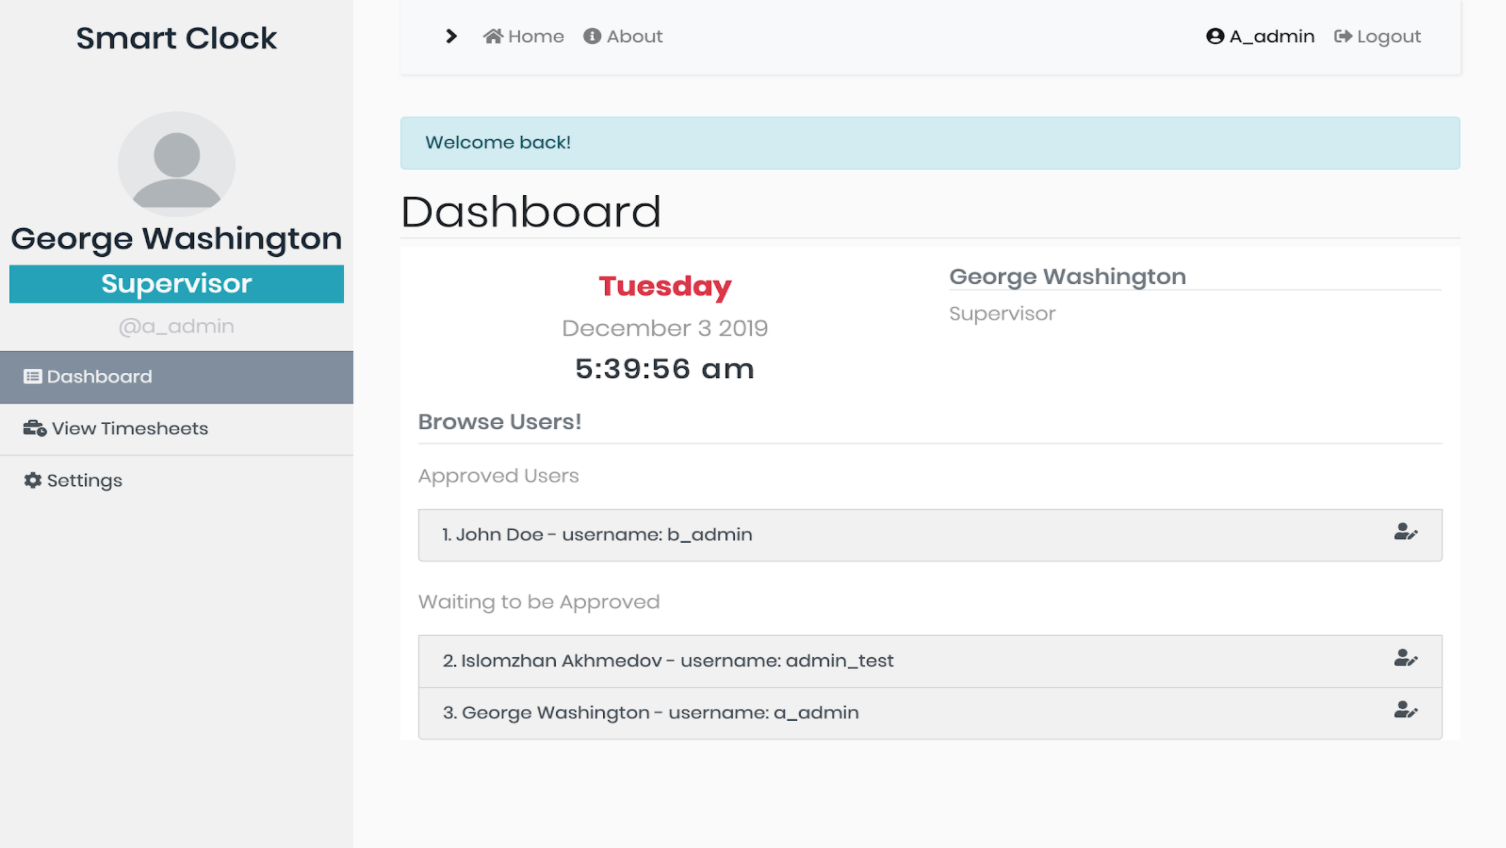 Smart Clock
George Washington
Supervisor
@a_admin
Dashboard
View Timesheets
Settings
Home About A_admin Logout
Welcome back!
Dashboard
Tuesday
December 3 2019
5:39:56 am
George Washington
Supervisor
Browse Users!
Approved Users
1. John Doe - username: b_admin
Waiting to be Approved
2. Islomzhan Akhmedov - username: admin_test
3. George Washington - username: a_admin